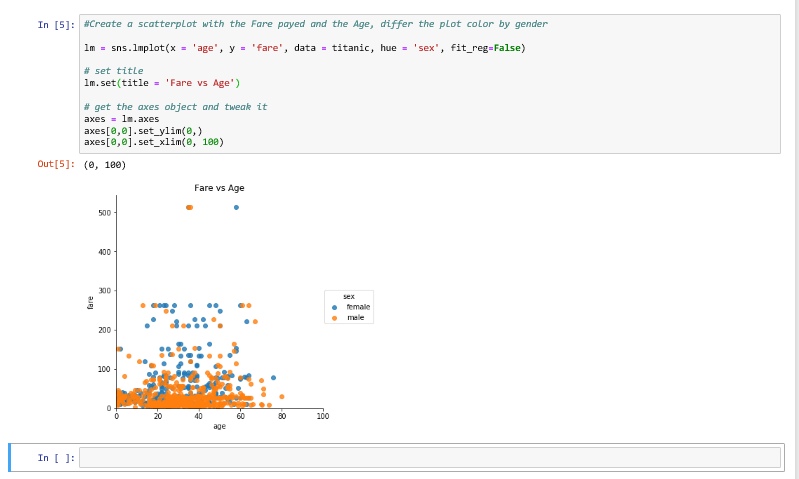 In [5]: #Create a scatterplot with the Fare payed and the Age, differ the plot color by gender
lm = sns.lmplot(x = 'age', y = 'fare', data = titanic, hue = 'sex', fit_reg=False)
# set title
lm.set(title = 'Fare vs Age')
# get the axes object and tweak it
axes = lm.axes
axes[0,0].set_ylim(0,)
axes[0,0].set_xlim(0, 100)
Out[5]: (0, 100)
Fare vs Age
500
400
300
200
100
0
fare
sex
female
male
0 20 40 60 80 100
age
In [ ]: